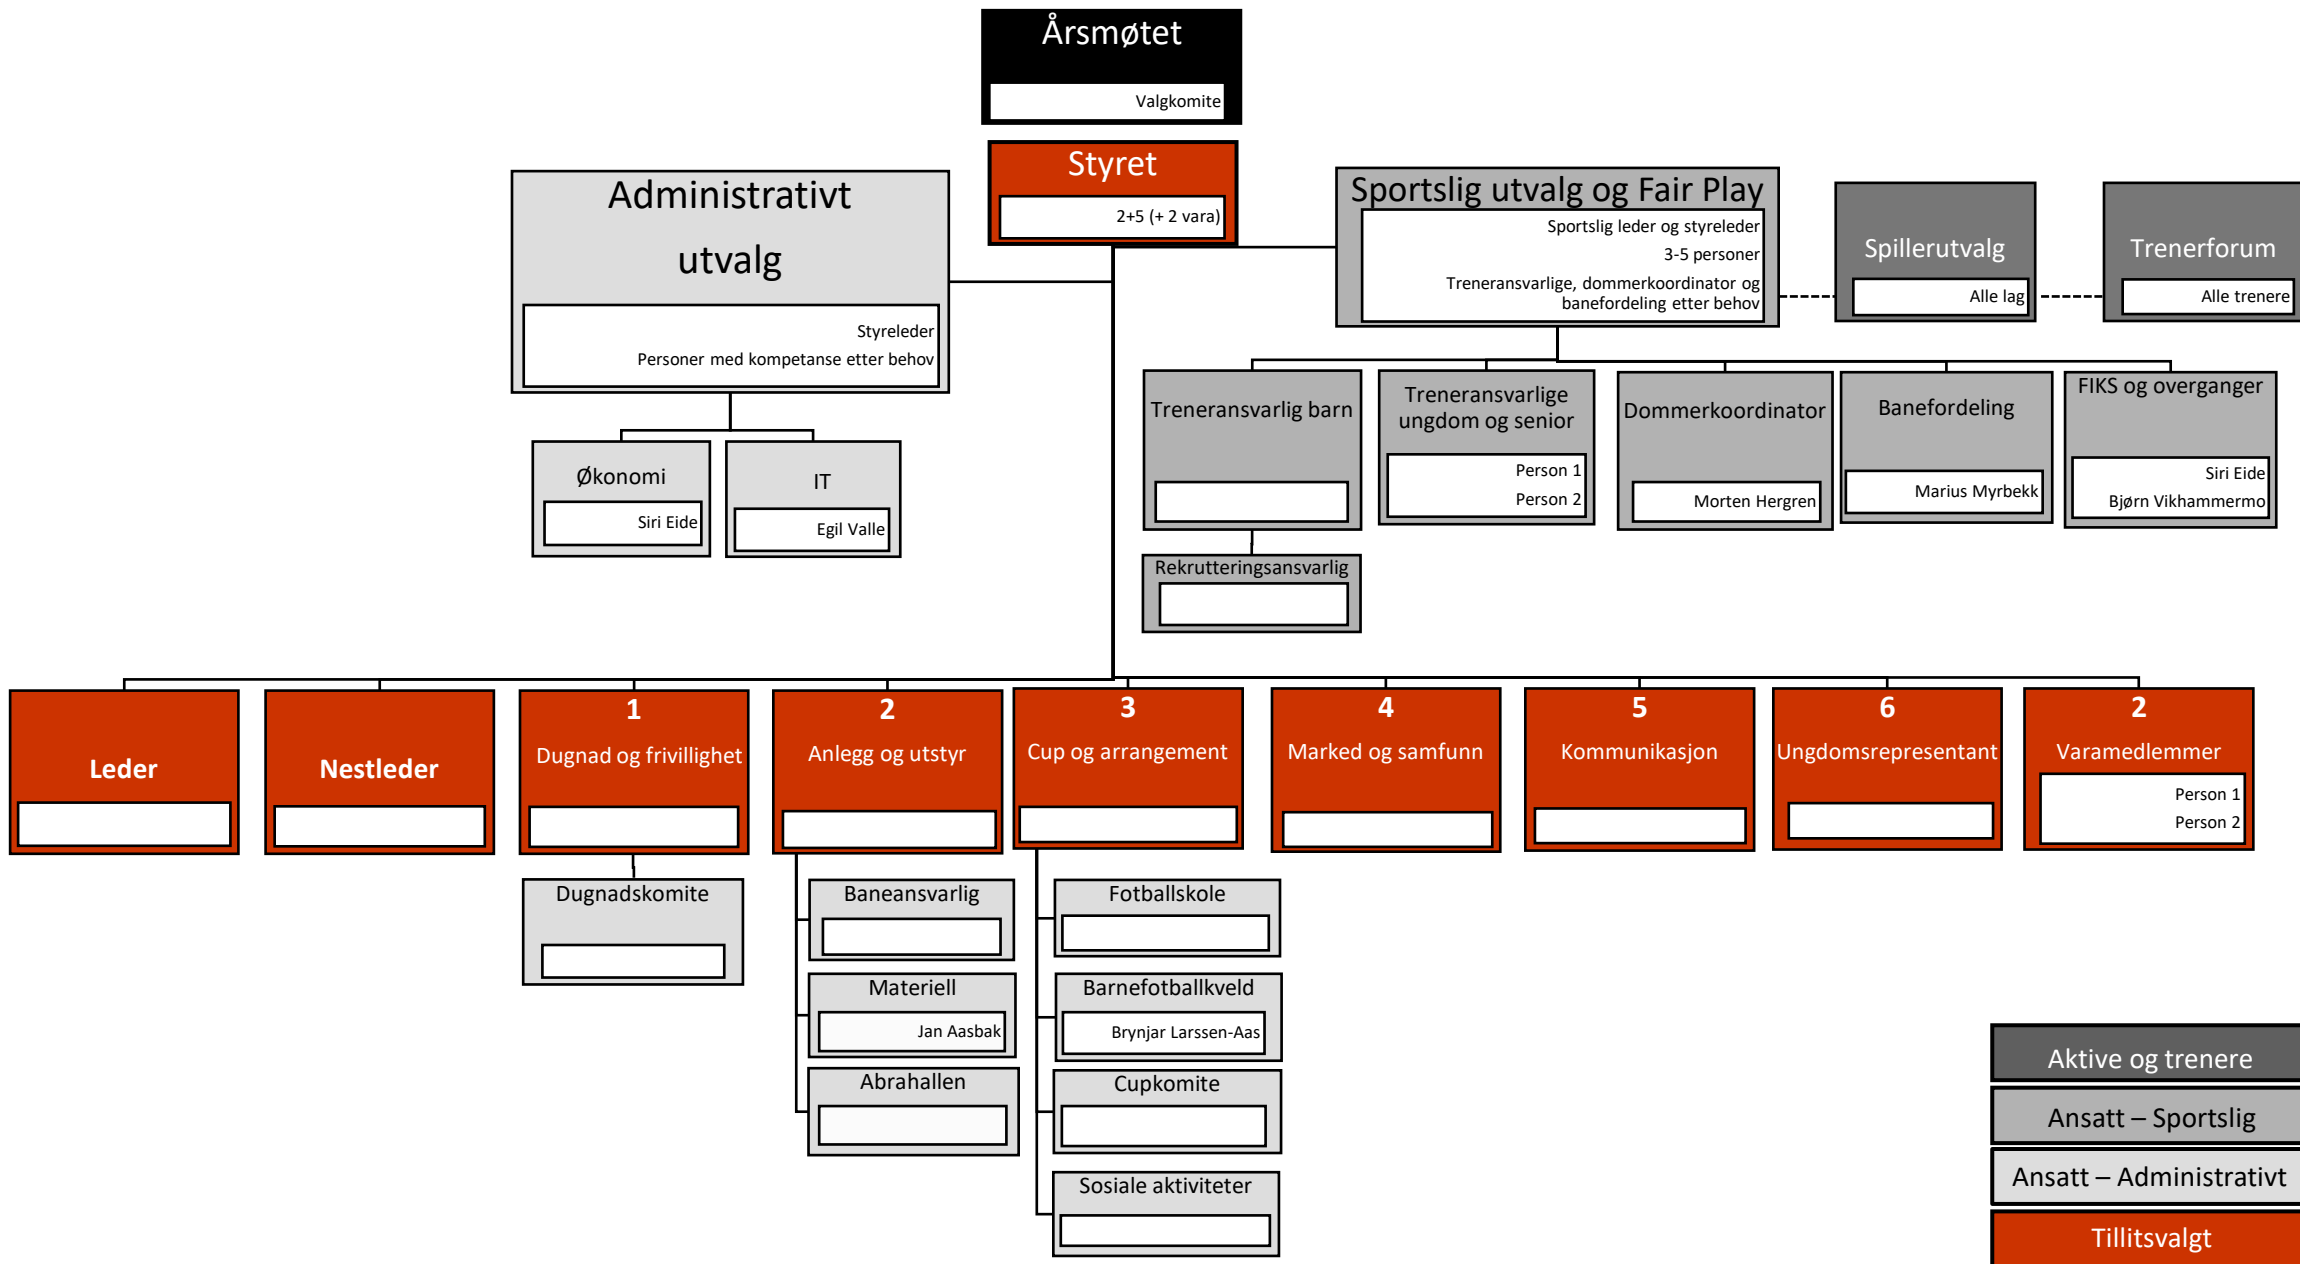 Årsmøtet
Valgkomite
Styret
2+5 (+ 2 vara)
Administrativt
utvalg
Styreleder
Personer med kompetanse etter behov
Sportslig utvalg og Fair Play
Sportslig leder og styreleder
3-5 personer
Treneransvarlige, dommerkoordinator og
banefordeling etter behov
Spillerutvalg
Alle lag
Trenerforum
Alle trenere
Økonomi
Siri Eide
IT
Egil Valle
Treneransvarlig barn
Treneransvarlige
ungdom og senior
Person 1
Person 2
Dommerkoordinator
Morten Hergren
Banefordeling
Marius Myrbekk
FIKS og overganger
Siri Eide
Bjørn Vikhammermo
Rekrutteringsansvarlig
Leder
Nestleder
1
Dugnad og frivillighet
2
Anlegg og utstyr
3
Cup og arrangement
4
Marked og samfunn
5
Kommunikasjon
6
Ungdomsrepresentant
2
Varamedlemmer
Person 1
Person 2
Dugnadskomite
Baneansvarlig
Materiell
Jan Aasbak
Abrahallen
Fotballskole
Barnefotballkveld
Brynjar Larssen-Aas
Cupkomite
Sosiale aktiviteter
Aktive og trenere
Ansatt – Sportslig
Ansatt – Administrativt
Tillitsvalgt